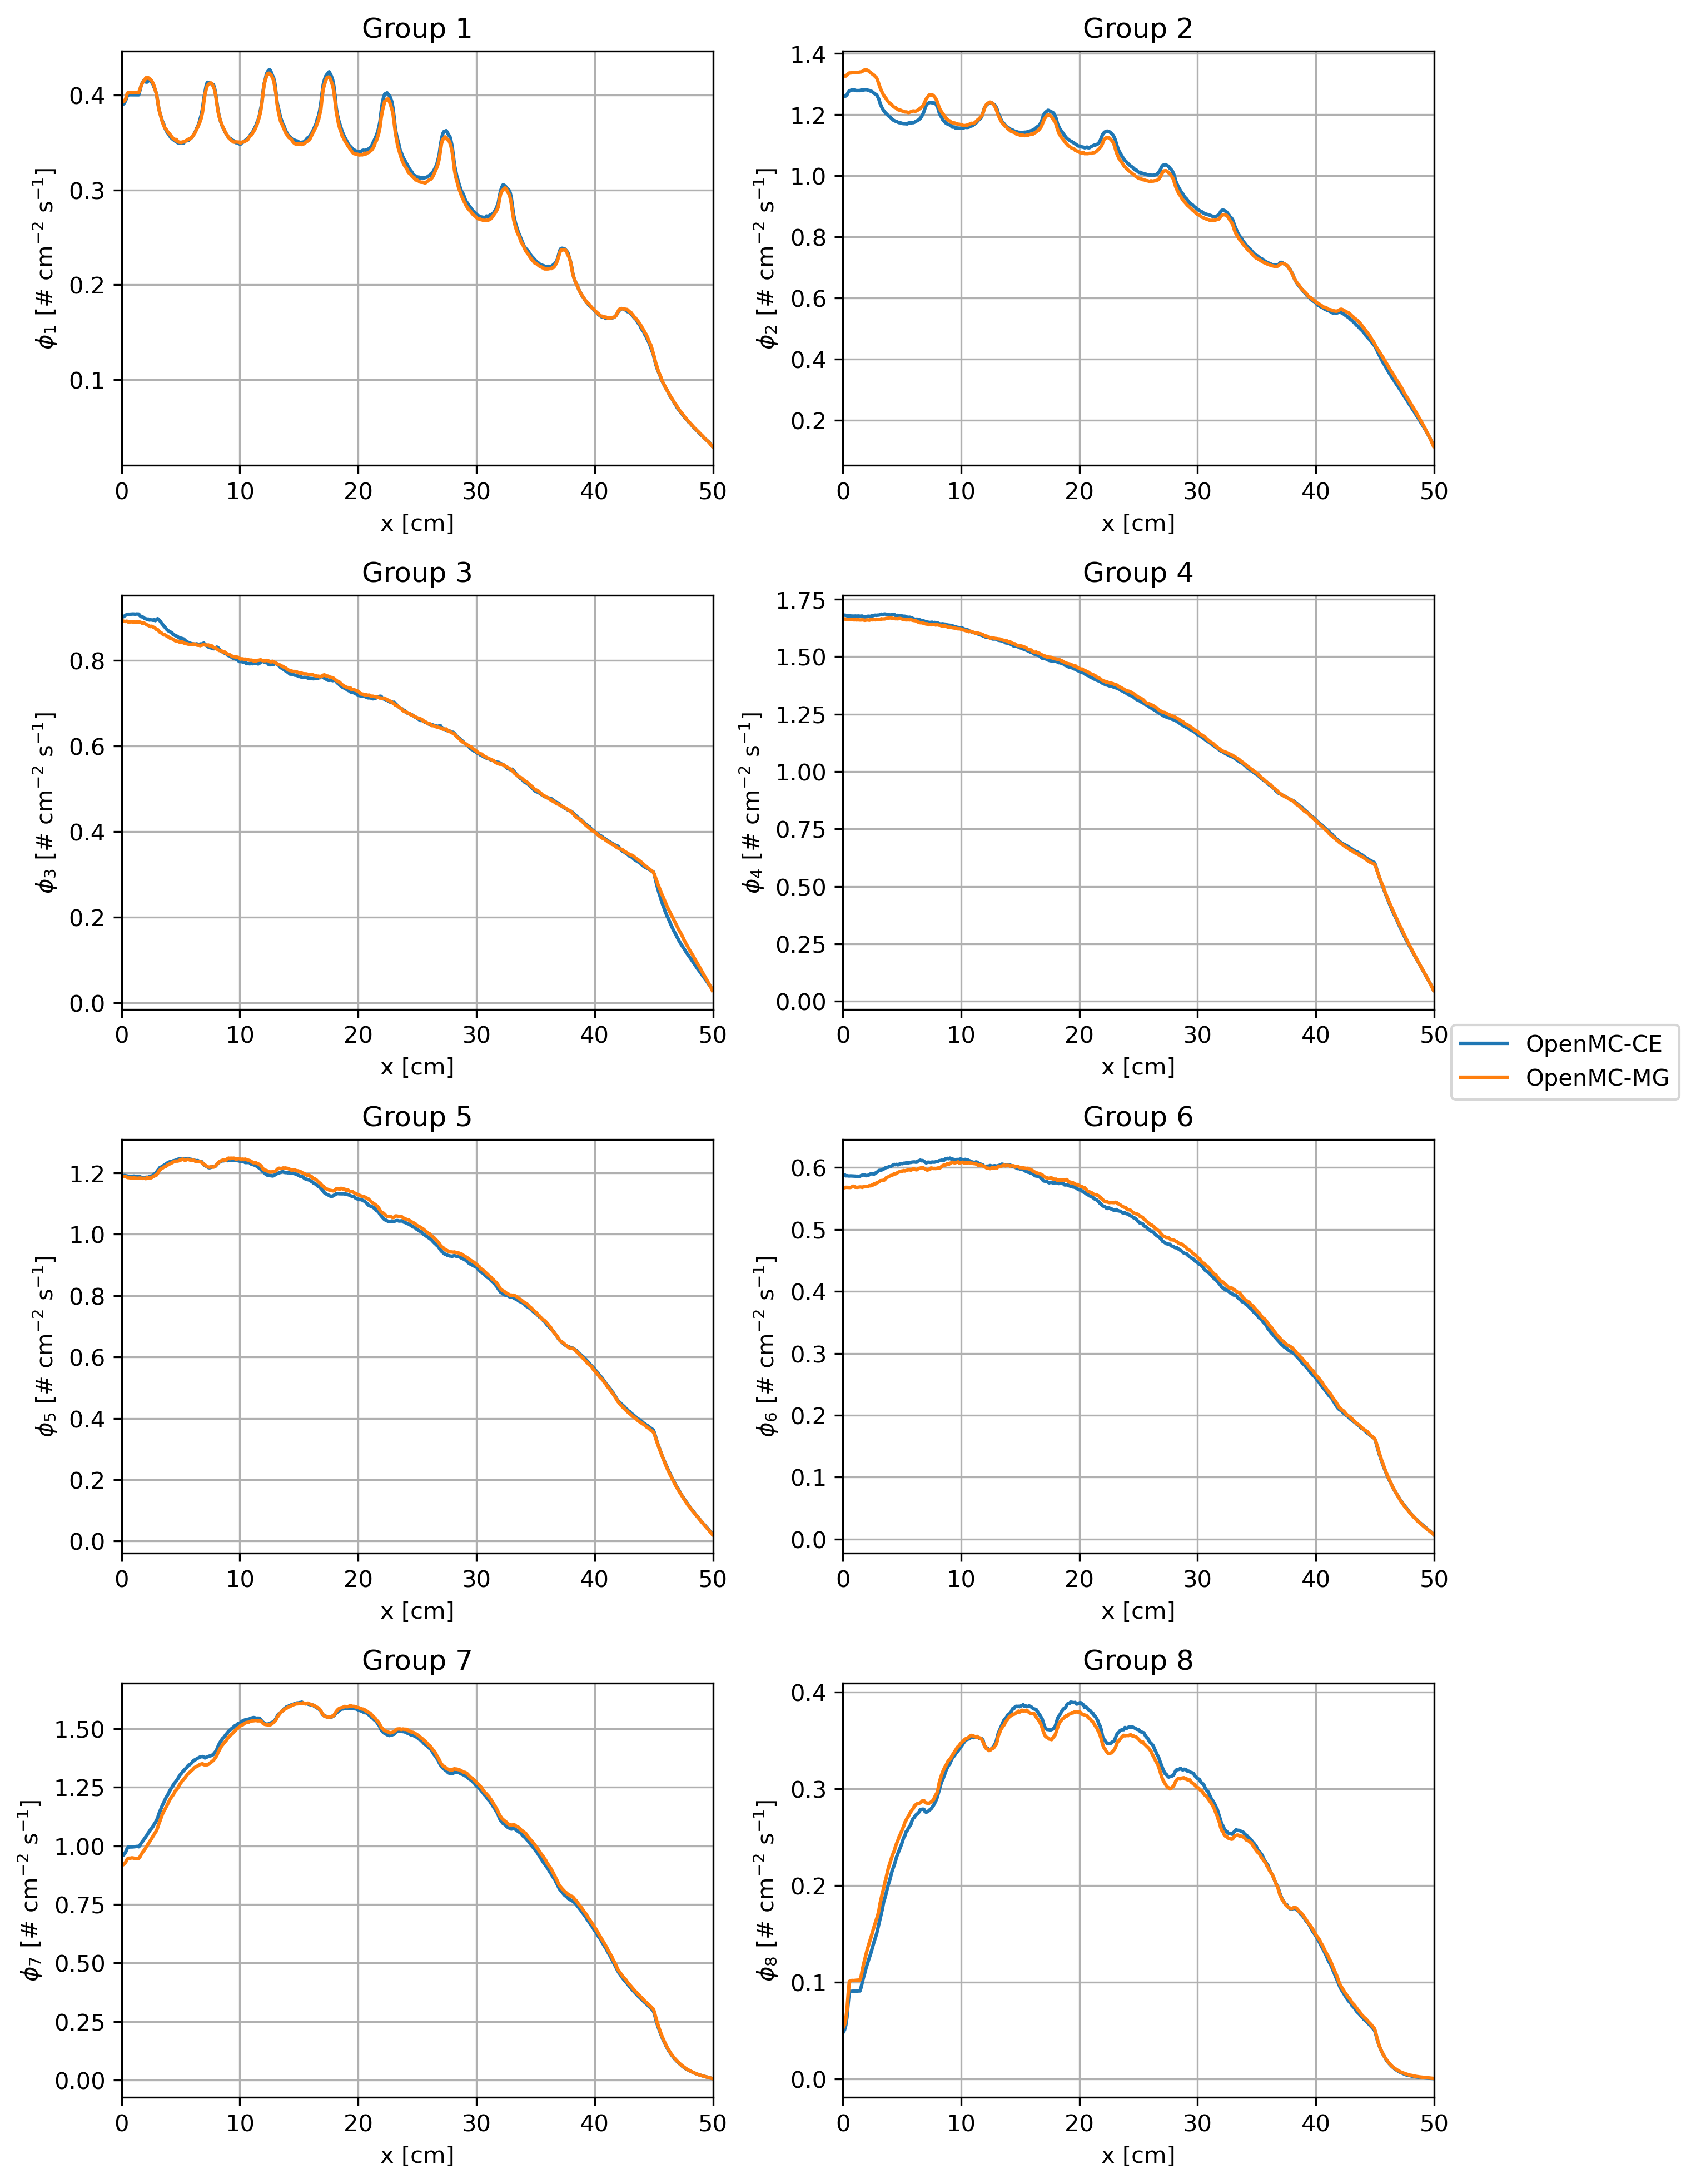 Group 1
0.4
0.3
0.2
0.1
ϕ₁ [# cm⁻² s⁻¹]
0 10 20 30 40 50
x [cm]
Group 2
1.4
1.2
1.0
0.8
0.6
0.4
0.2
ϕ₂ [# cm⁻² s⁻¹]
0 10 20 30 40 50
x [cm]
Group 3
0.8
0.6
0.4
0.2
0.0
ϕ₃ [# cm⁻² s⁻¹]
0 10 20 30 40 50
x [cm]
Group 4
1.75
1.50
1.25
1.00
0.75
0.50
0.25
0.00
ϕ₄ [# cm⁻² s⁻¹]
0 10 20 30 40 50
x [cm]
OpenMC-CE
OpenMC-MG
Group 5
1.2
1.0
0.8
0.6
0.4
0.2
0.0
ϕ₅ [# cm⁻² s⁻¹]
0 10 20 30 40 50
x [cm]
Group 6
0.6
0.5
0.4
0.3
0.2
0.1
0.0
ϕ₆ [# cm⁻² s⁻¹]
0 10 20 30 40 50
x [cm]
Group 7
1.50
1.25
1.00
0.75
0.50
0.25
0.00
ϕ₇ [# cm⁻² s⁻¹]
0 10 20 30 40 50
x [cm]
Group 8
0.4
0.3
0.2
0.1
0.0
ϕ₈ [# cm⁻² s⁻¹]
0 10 20 30 40 50
x [cm]